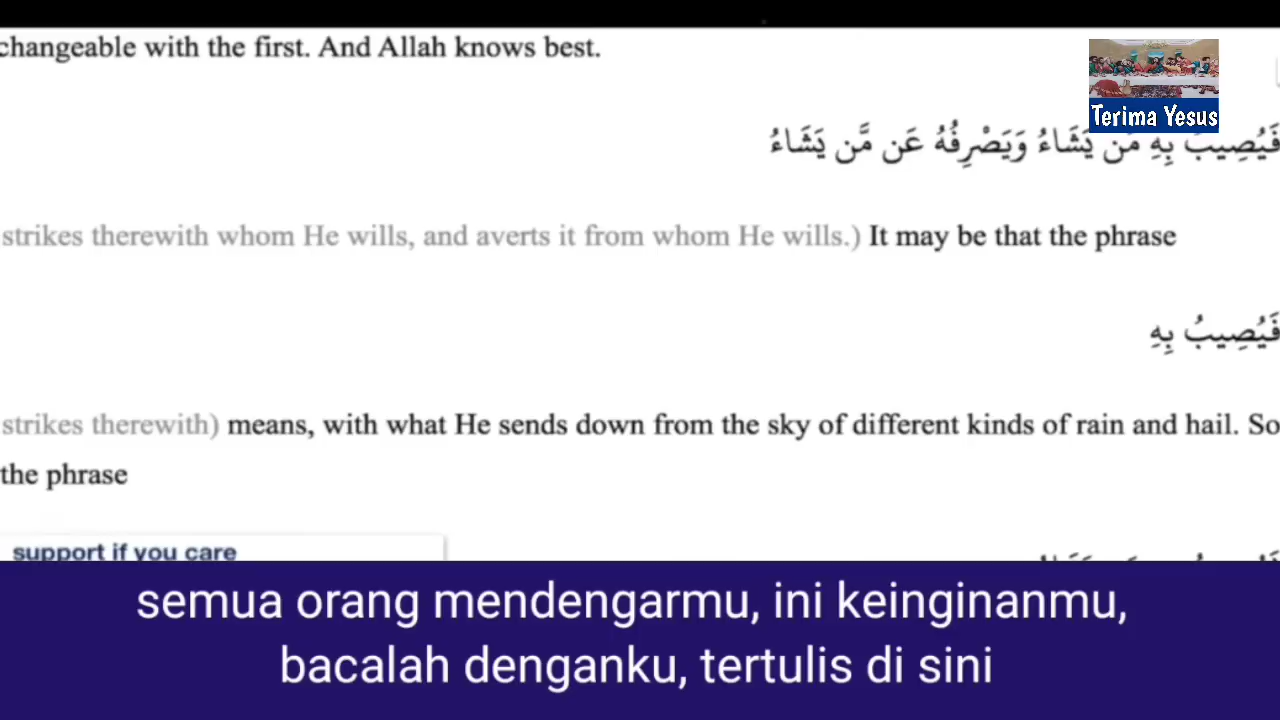 changeable with the first. And Allah knows best.
Terima Yesus
فَيُصِيبُ بِهِ مَن يَشَاءُ وَيَصْرِفُهُ عَن مَّن يَشَاءُ
strikes therewith whom He wills, and averts it from whom He wills.) It may be that the phrase
فَيُصِيبُ بِهِ
strikes therewith) means, with what He sends down from the sky of different kinds of rain and hail. So
the phrase
support if you care
semua orang mendengarmu, ini keinginanmu,
bacalah denganku, tertulis di sini